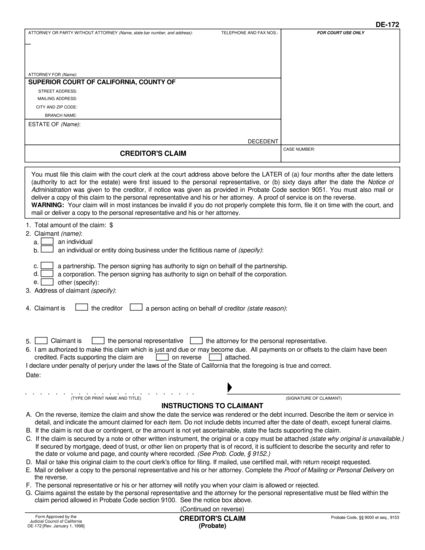 DE-172
ATTORNEY OR PARTY WITHOUT ATTORNEY (Name, state bar number, and address): TELEPHONE AND FAX NOS.: FOR COURT USE ONLY
ATTORNEY FOR (Name):
SUPERIOR COURT OF CALIFORNIA, COUNTY OF
STREET ADDRESS:
MAILING ADDRESS:
CITY AND ZIP CODE:
BRANCH NAME:
ESTATE OF (Name):
DECEDENT
CREDITOR'S CLAIM
CASE NUMBER:
You must file this claim with the court clerk at the court address above before the LATER of (a) four months after the date letters
(authority to act for the estate) were first issued to the personal representative, or (b) sixty days after the date the Notice of
Administration was given to the creditor, if notice was given as provided in Probate Code section 9051. You must also mail or
deliver a copy of this claim to the personal representative and his or her attorney. A proof of service is on the reverse.
WARNING: Your claim will in most instances be invalid if you do not properly complete this form, file it on time with the court, and
mail or deliver a copy to the personal representative and his or her attorney.
1. Total amount of the claim: $
2. Claimant (name):
a. an individual
b. an individual or entity doing business under the fictitious name of (specify):
c. a partnership. The person signing has authority to sign on behalf of the partnership.
d. a corporation. The person signing has authority to sign on behalf of the corporation.
e. other (specify):
3. Address of claimant (specify):
4. Claimant is the creditor a person acting on behalf of creditor (state reason):
5. Claimant is the personal representative the attorney for the personal representative.
6. I am authorized to make this claim which is just and due or may become due. All payments on or offsets to the claim have been
credited. Facts supporting the claim are on reverse attached.
I declare under penalty of perjury under the laws of the State of California that the foregoing is true and correct.
Date:
(TYPE OR PRINT NAME AND TITLE) (SIGNATURE OF CLAIMANT)
INSTRUCTIONS TO CLAIMANT
A. On the reverse, itemize the claim and show the date the service was rendered or the debt incurred. Describe the item or service in
detail, and indicate the amount claimed for each item. Do not include debts incurred after the date of death, except funeral claims.
B. If the claim is not due or contingent, or the amount is not yet ascertainable, state the facts supporting the claim.
C. If the claim is secured by a note or other written instrument, the original or a copy must be attached (state why original is unavailable.)
If secured by mortgage, deed of trust, or other lien on property that is of record, it is sufficient to describe the security and refer to
the date or volume and page, and county where recorded. (See Prob. Code, § 9152.)
D. Mail or take this original claim to the court clerk's office for filing. If mailed, use certified mail, with return receipt requested.
E. Mail or deliver a copy to the personal representative and his or her attorney. Complete the Proof of Mailing or Personal Delivery on
the reverse.
F. The personal representative or his or her attorney will notify you when your claim is allowed or rejected.
G. Claims against the estate by the personal representative and the attorney for the personal representative must be filed within the
claim period allowed in Probate Code section 9100. See the notice box above.
(Continued on reverse)
Form Approved by the
Judicial Council of California
DE-172 [Rev. January 1, 1998]
CREDITOR'S CLAIM
(Probate)
Probate Code, §§ 9000 et seq., 9153